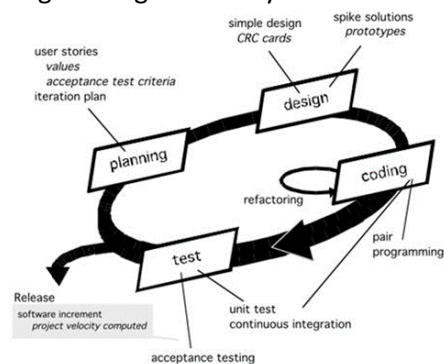 simple design
CRC cards
spike solutions
prototypes
user stories
values
acceptance test criteria
iteration plan
design
planning
coding
refactoring
test
pair
programming
Release
software increment
project velocity computed
unit test
continuous integration
acceptance testing